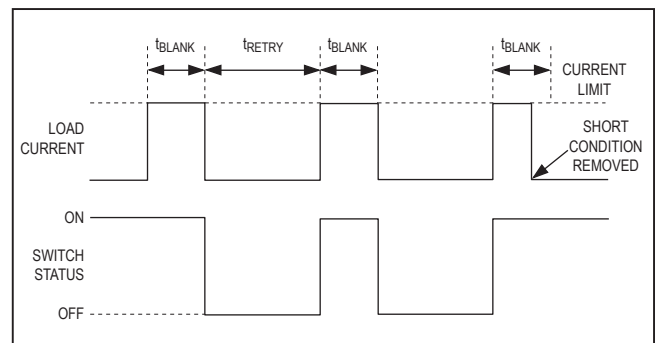 tBLANK tRETRY tBLANK tBLANK
CURRENT
LIMIT
LOAD
CURRENT
SHORT
CONDITION
REMOVED
ON
SWITCH
STATUS
OFF